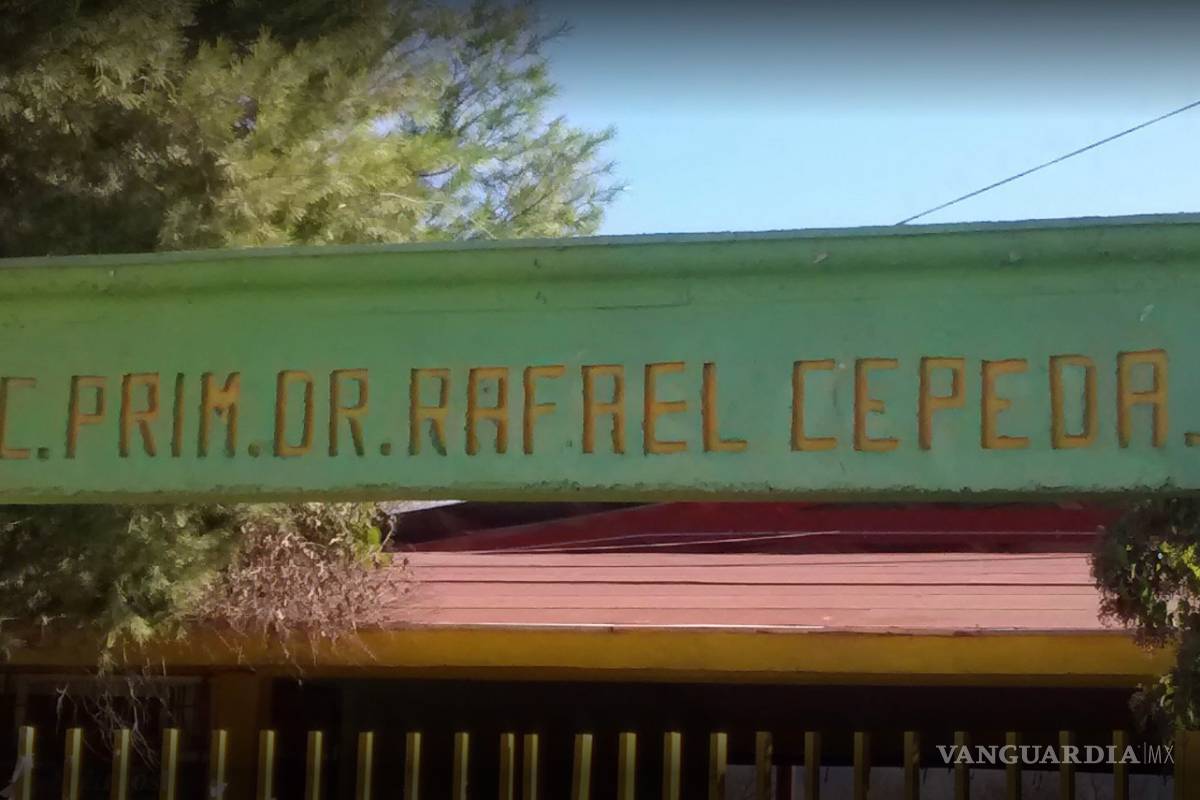 C. PRIM. DR. RAFAEL CEPEDA.
VANGUARDIA|MX